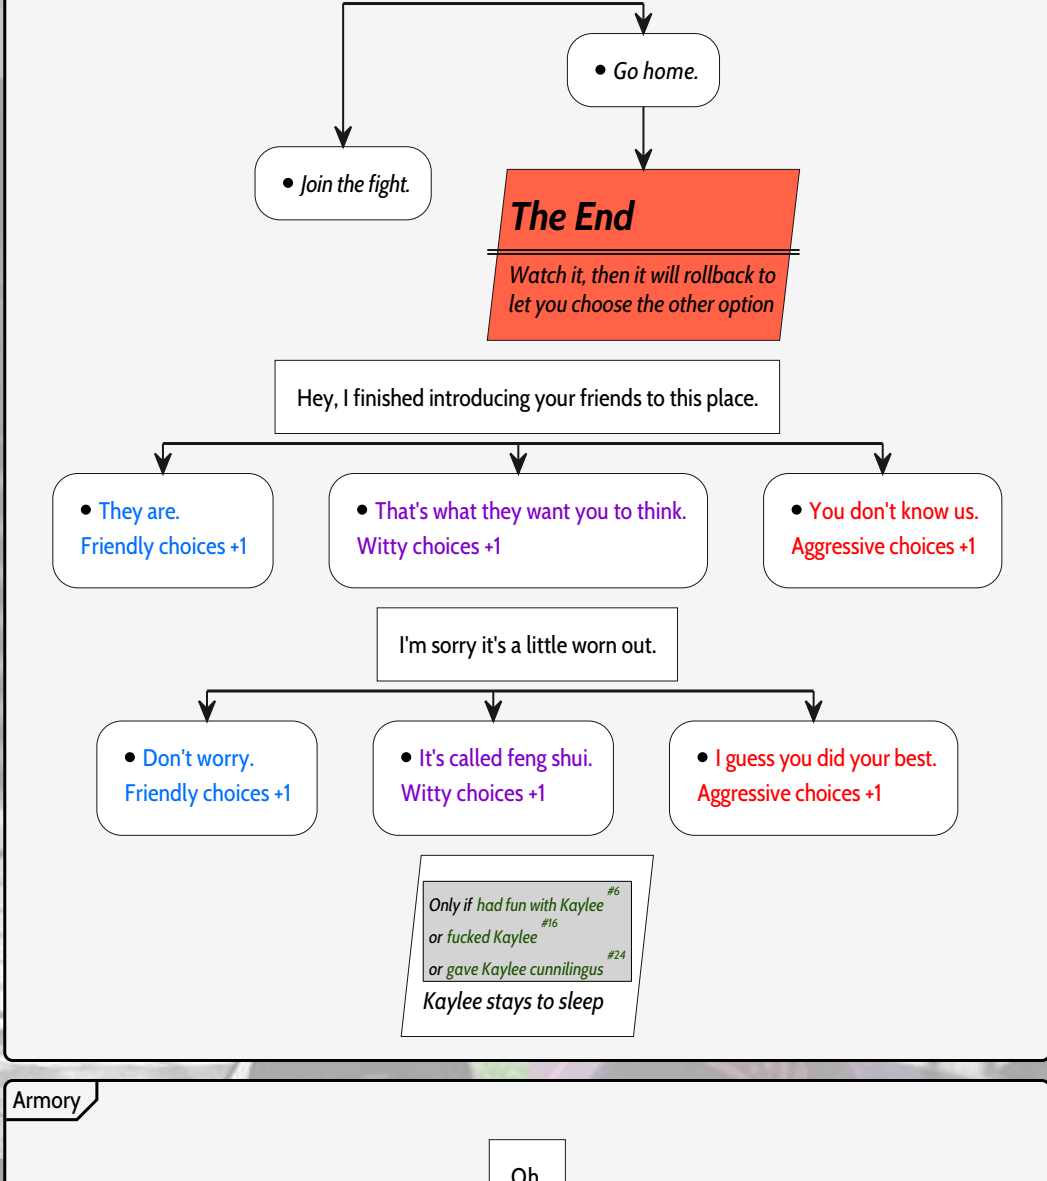 • Go home.
• Join the fight.
The End
Watch it, then it will rollback to
let you choose the other option
Hey, I finished introducing your friends to this place.
• They are.
Friendly choices +1
• That's what they want you to think.
Witty choices +1
• You don't know us.
Aggressive choices +1
I'm sorry it's a little worn out.
• Don't worry.
Friendly choices +1
• It's called feng shui.
Witty choices +1
• I guess you did your best.
Aggressive choices +1
Only if had fun with Kaylee #6
or fucked Kaylee #16
or gave Kaylee cunnilingus #24
Kaylee stays to sleep
Armory
Oh